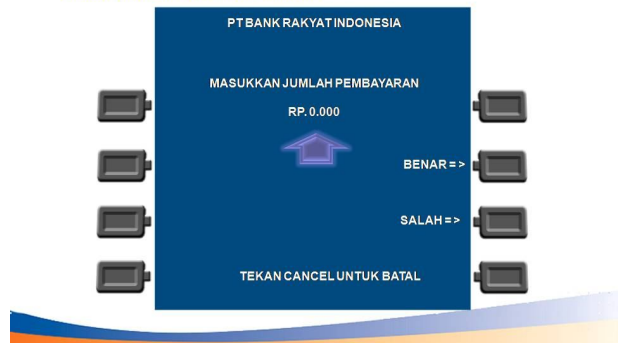 PT BANK RAKYAT INDONESIA
MASUKKAN JUMLAH PEMBAYARAN
RP. 0.000
BENAR = >
SALAH = >
TEKAN CANCEL UNTUK BATAL